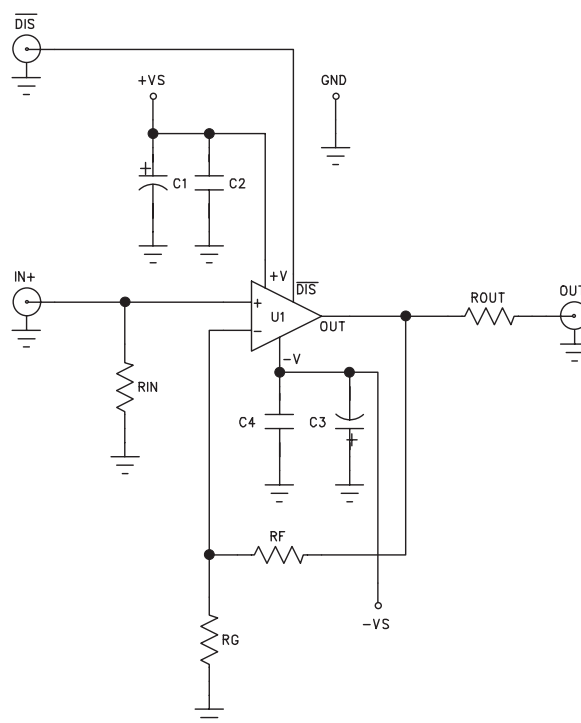 DIS
+VS
GND
+
C1
C2
IN+
+V
DIS
+
U1
−
OUT
ROUT
OUT
−V
RIN
C4
C3
+
RF
−VS
RG